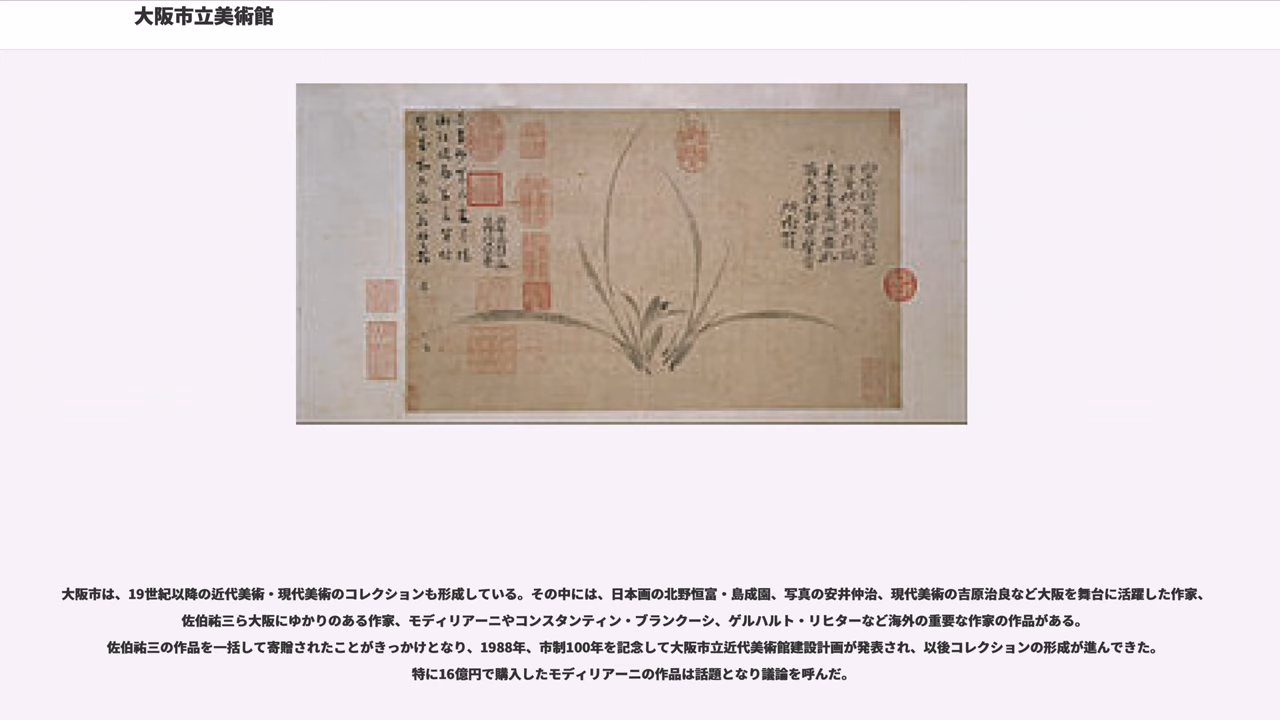 大阪市立美術館
大阪市は、19世紀以降の近代美術・現代美術のコレクションも形成している。その中には、日本画の北野恒富・島成園、写真の安井仲治、現代美術の吉原治良など大阪を舞台に活躍した作家、
佐伯祐三ら大阪にゆかりのある作家、モディリアーニやコンスタンティン・ブランクーシ、ゲルハルト・リヒターなど海外の重要な作家の作品がある。
佐伯祐三の作品を一括して寄贈されたことがきっかけとなり、1988年、市制100年を記念して大阪市立近代美術館建設計画が発表され、以後コレクションの形成が進んできた。
特に16億円で購入したモディリアーニの作品は話題となり議論を呼んだ。